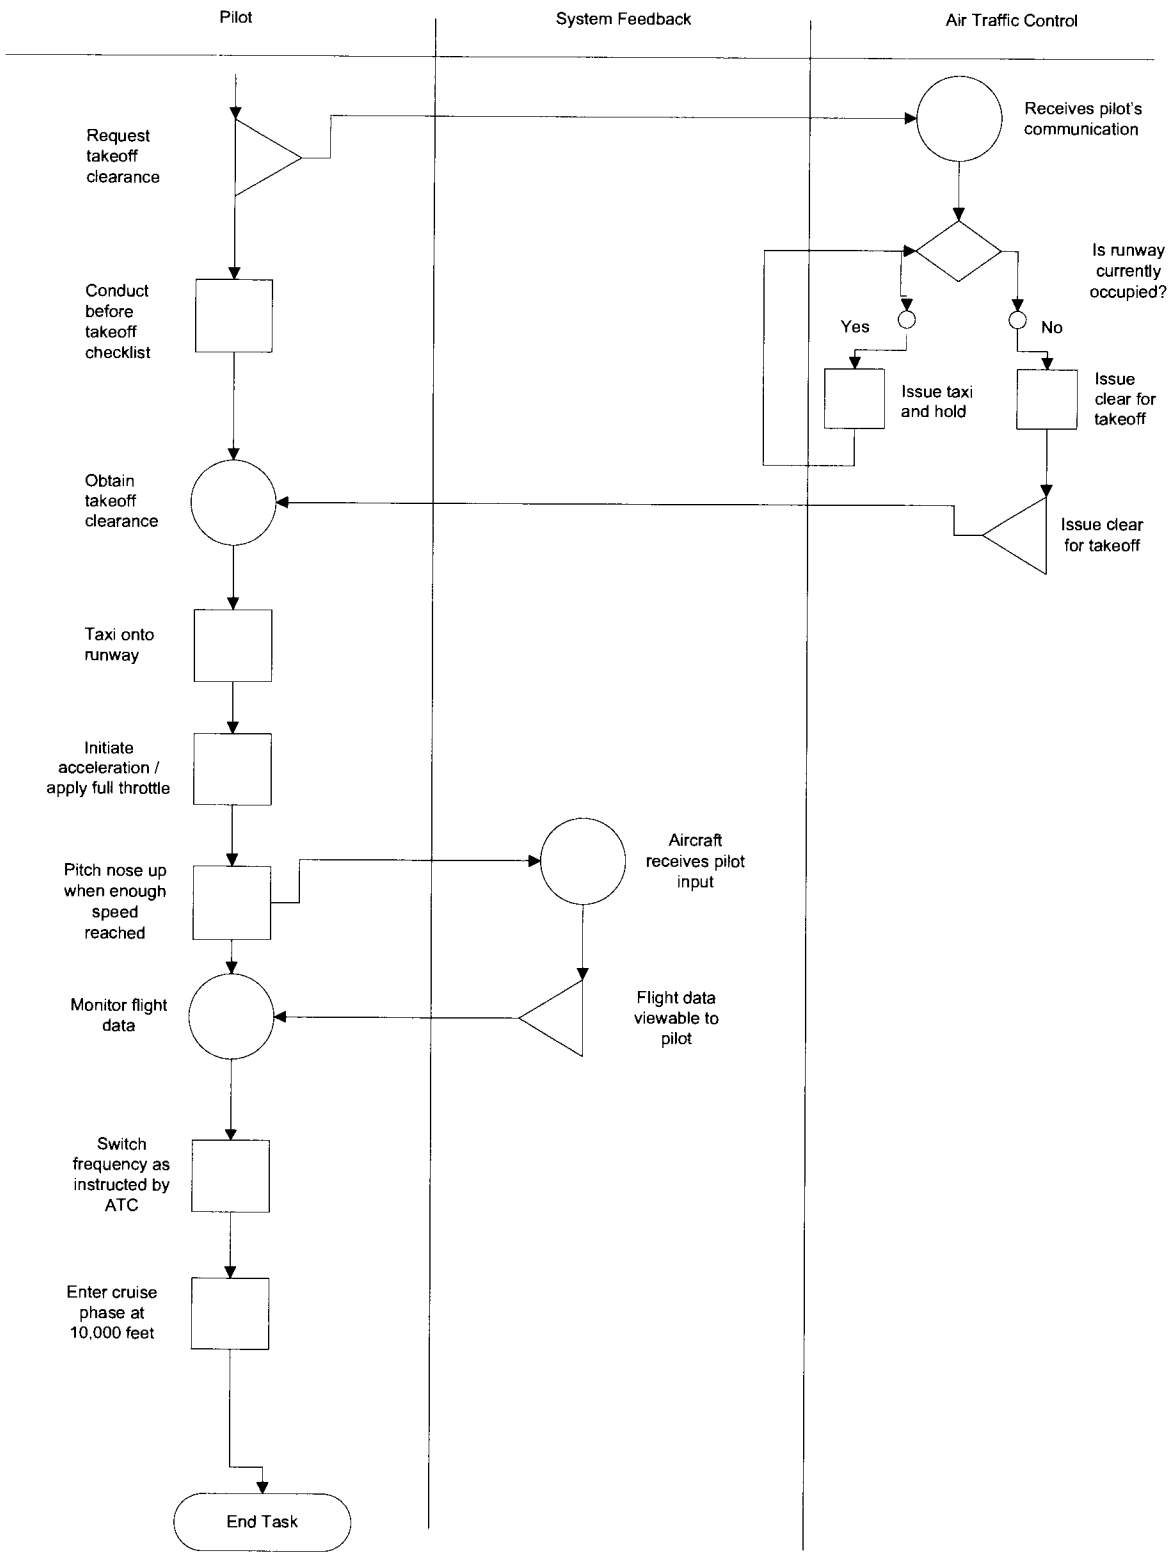 Pilot
System Feedback
Air Traffic Control
Request
takeoff
clearance
Receives pilot's
communication
Is runway
currently
occupied?
Conduct
before
takeoff
checklist
Yes
No
Issue taxi
and hold
Issue
clear for
takeoff
Obtain
takeoff
clearance
Issue clear
for takeoff
Taxi onto
runway
Initiate
acceleration /
apply full throttle
Pitch nose up
when enough
speed
reached
Aircraft
receives pilot
input
Monitor flight
data
Flight data
viewable to
pilot
Switch
frequency as
instructed by
ATC
Enter cruise
phase at
10,000 feet
End Task